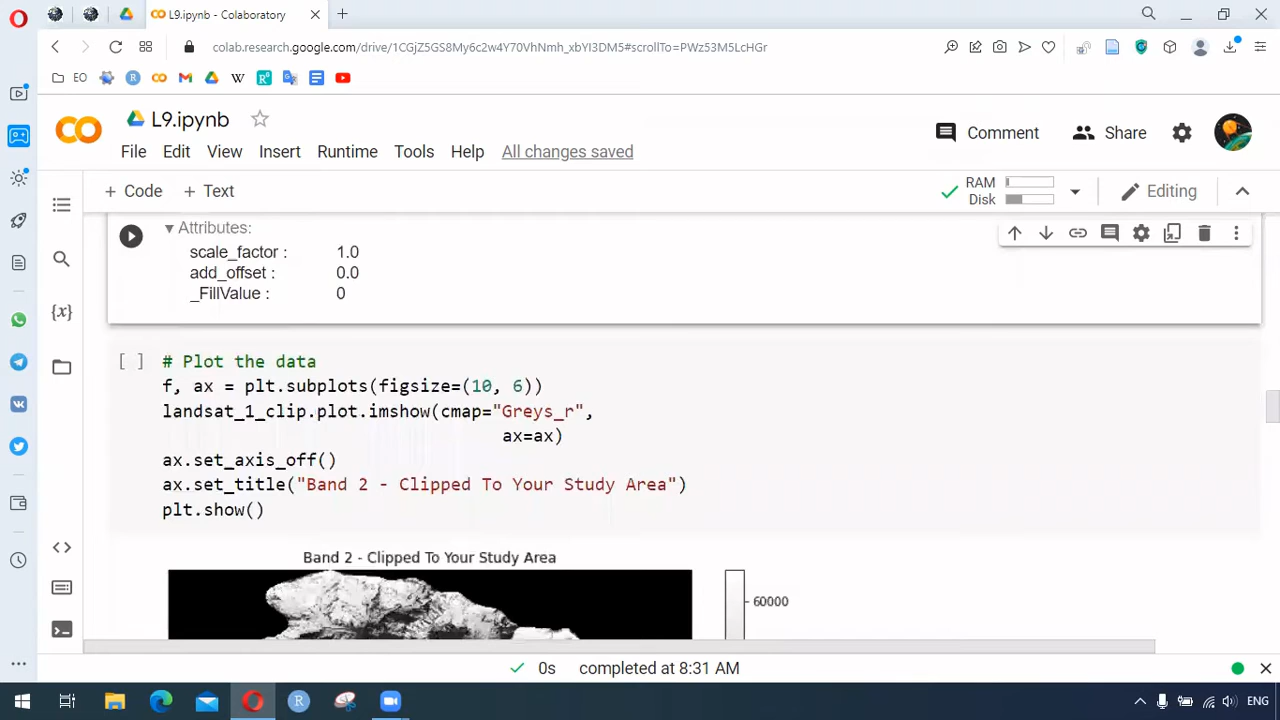 L9.ipynb - Colaboratory
colab.research.google.com/drive/1CGjZ5GS8My6c2w4Y70VhNmh_xbYI3DM5#scrollTo=PWz53M5LcHGr
EO
L9.ipynb
Comment
Share
File Edit View Insert Runtime Tools Help All changes saved
+ Code + Text
RAM
Disk
Editing
Attributes:
scale_factor : 1.0
add_offset : 0.0
_FillValue : 0
[ ] # Plot the data
f, ax = plt.subplots(figsize=(10, 6))
landsat_1_clip.plot.imshow(cmap="Greys_r",
ax=ax)
ax.set_axis_off()
ax.set_title("Band 2 - Clipped To Your Study Area")
plt.show()
Band 2 - Clipped To Your Study Area
60000
0s completed at 8:31 AM
ENG